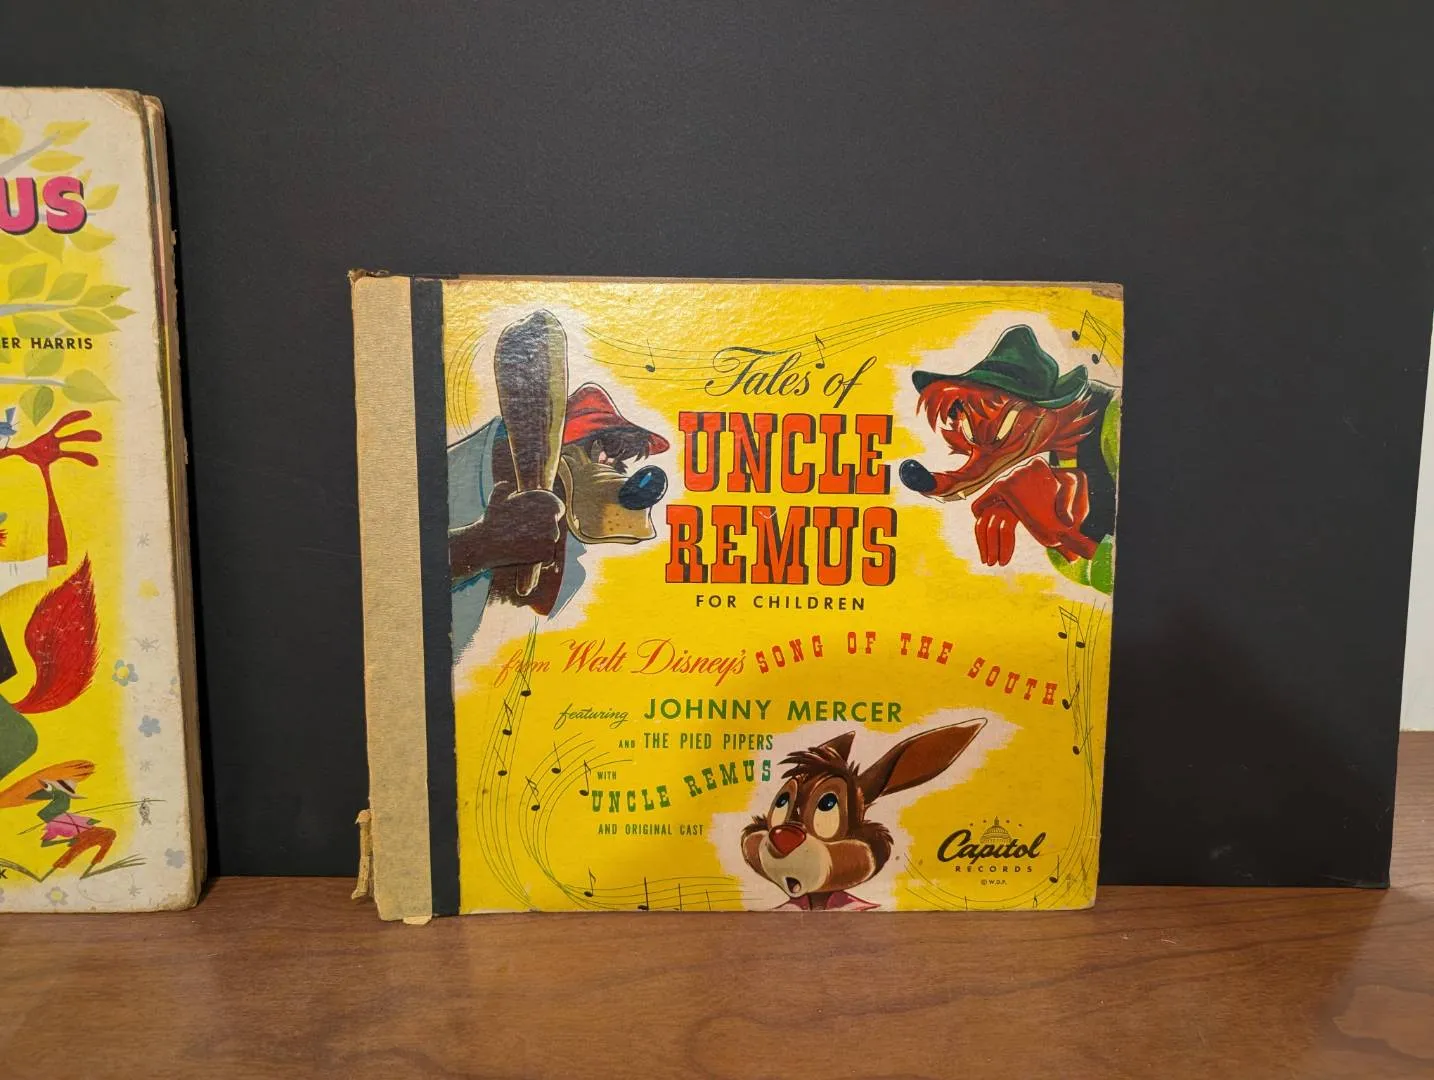 US
ER HARRIS
K
Tales of
UNCLE
REMUS
FOR CHILDREN
from Walt Disney's SONG OF THE SOUTH
featuring JOHNNY MERCER
AND THE PIED PIPERS
WITH
UNCLE REMUS
AND ORIGINAL CAST
Capitol
RECORDS
© W.D.P.